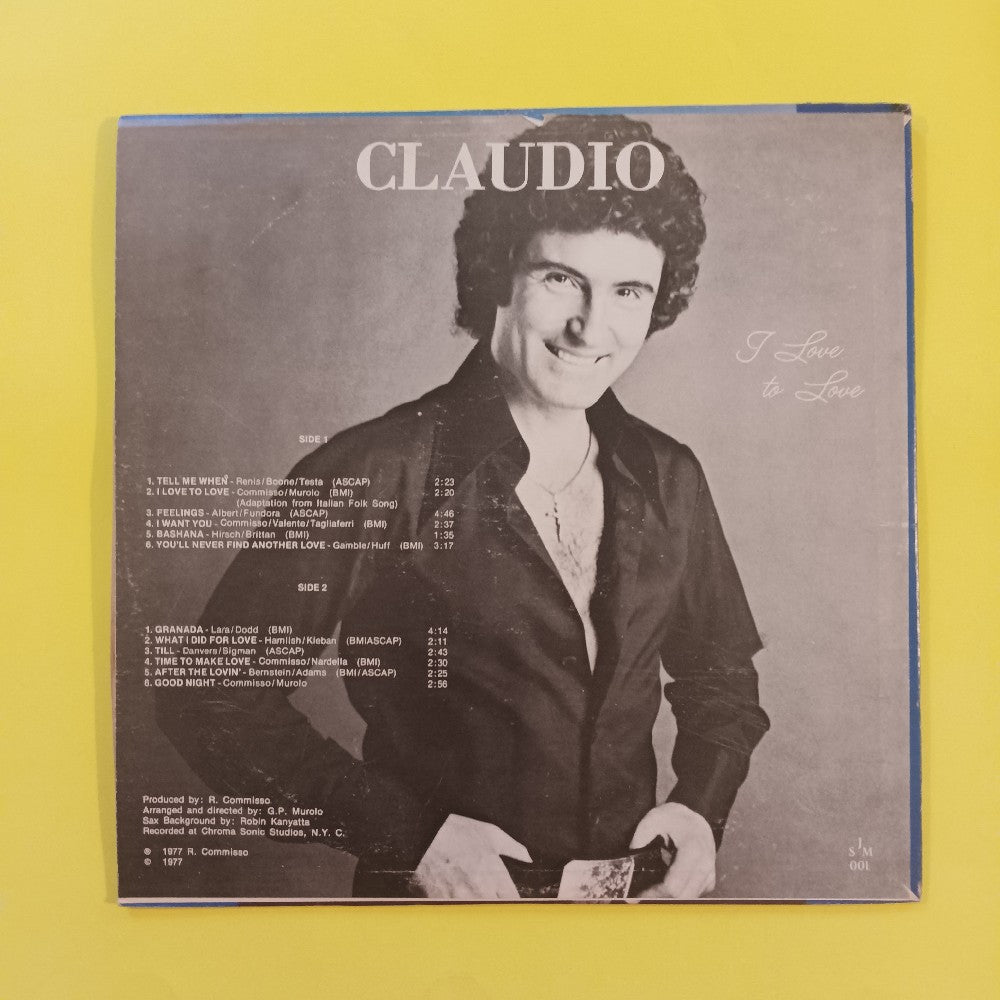 CLAUDIO
I Love
to Love
SIDE 1
1. TELL ME WHEN - Renis/Boone/Testa (ASCAP) 2:23
2. I LOVE TO LOVE - Commisso/Murolo (BMI) 2:20
(Adaptation from Italian Folk Song)
3. FEELINGS - Albert/Fundora (ASCAP) 4:46
4. I WANT YOU - Commisso/Valente/Tagliaferri (BMI) 2:37
5. BASHANA - Hirsch/Brittan (BMI) 1:35
6. YOU'LL NEVER FIND ANOTHER LOVE - Gamble/Huff (BMI) 3:17
SIDE 2
1. GRANADA - Lara/Dodd (BMI) 4:14
2. WHAT I DID FOR LOVE - Hamlish/Kleban (BMIASCAP) 2:11
3. TILL - Danvers/Sigman (ASCAP) 2:43
4. TIME TO MAKE LOVE - Commisso/Nardella (BMI) 2:30
5. AFTER THE LOVIN' - Bernstein/Adams (BMI/ASCAP) 2:25
6. GOOD NIGHT - Commisso/Murolo 2:56
Produced by: R. Commisso
Arranged and directed by: G.P. Murolo
Sax Background by: Robin Kanyatta
Recorded at Chroma Sonic Studios, N.Y. C.
℗ 1977 R. Commisso
© 1977
SJM
001